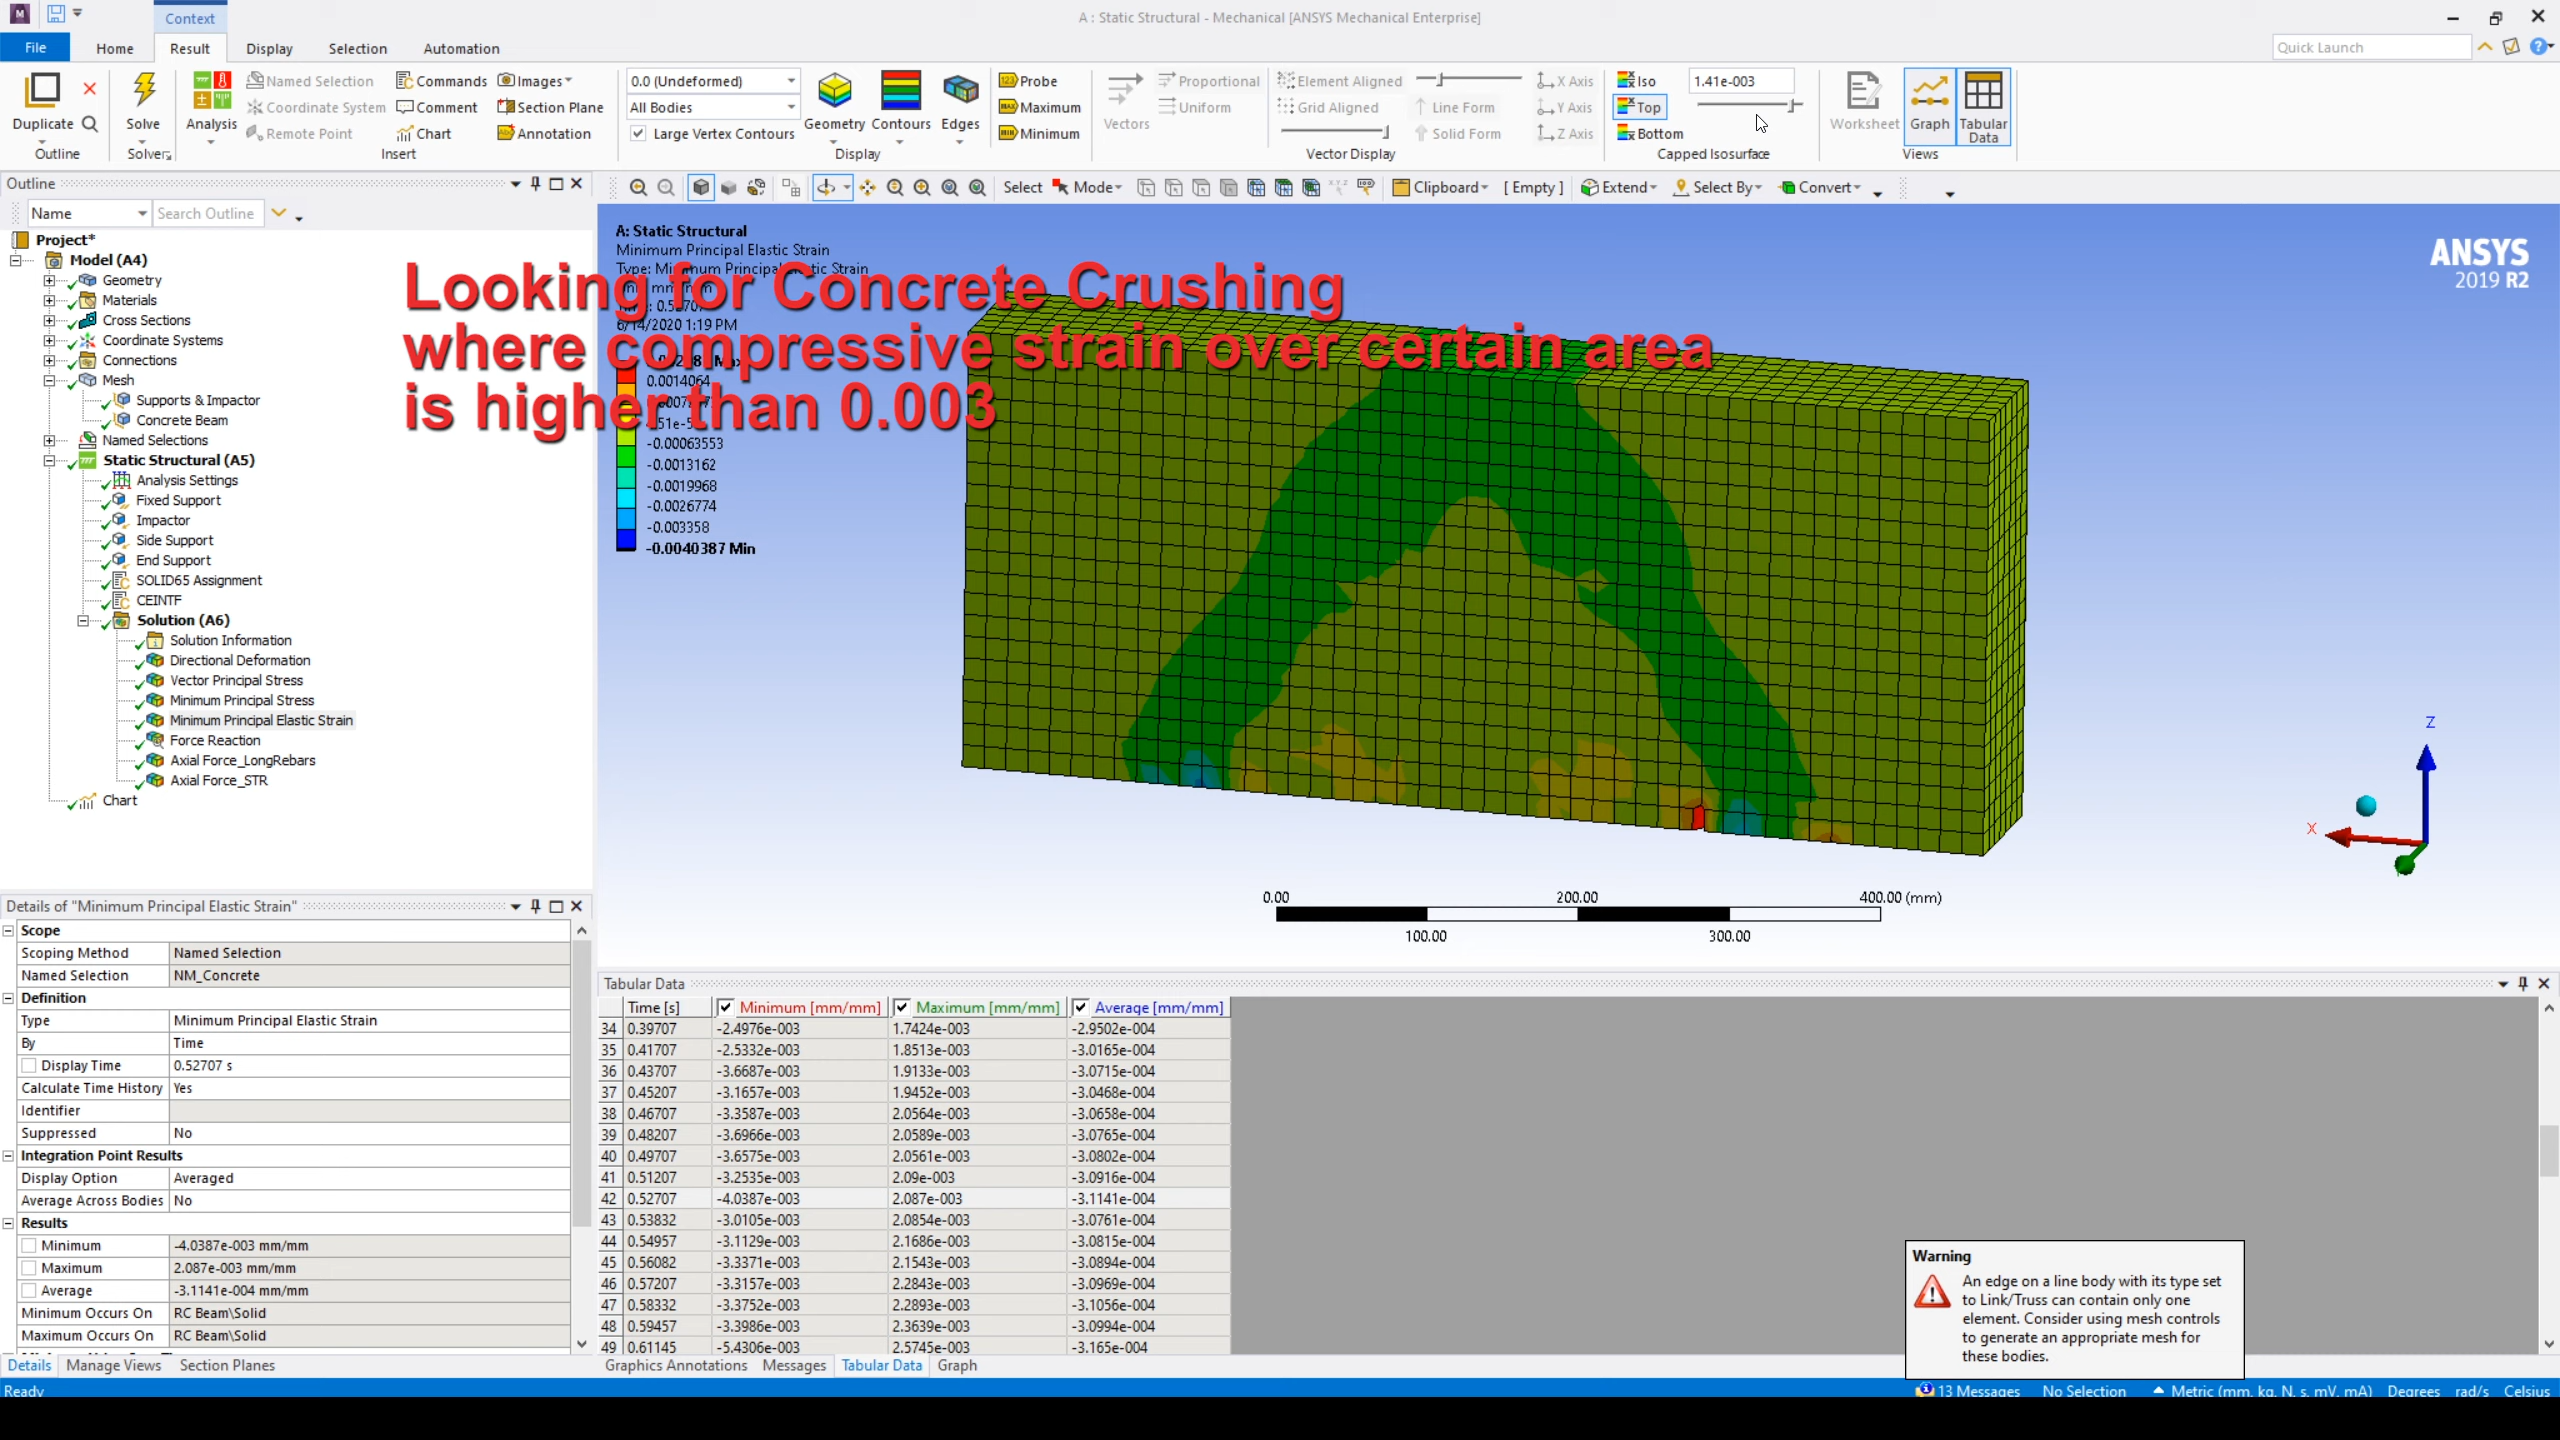 Context
A : Static Structural - Mechanical [ANSYS Mechanical Enterprise]
File Home Result Display Selection Automation
Quick Launch
Duplicate
Outline
Solve
Solver
Analysis
Named Selection
Coordinate System
Remote Point
Commands
Comment
Chart
Images
Section Plane
Annotation
Insert
0.0 (Undeformed)
All Bodies
Large Vertex Contours
Geometry Contours Edges
Display
Probe
Maximum
Minimum
Vectors
Proportional
Uniform
Element Aligned
Grid Aligned
Line Form
Solid Form
X Axis
Y Axis
Z Axis
Vector Display
Iso
Top
Bottom
1.41e-003
Capped Isosurface
Worksheet Graph Tabular
Data
Views
Outline
Name Search Outline
Select Mode Clipboard [ Empty ] Extend Select By Convert
Project*
Model (A4)
Geometry
Materials
Cross Sections
Coordinate Systems
Connections
Mesh
Supports & Impactor
Concrete Beam
Named Selections
Static Structural (A5)
Analysis Settings
Fixed Support
Impactor
Side Support
End Support
SOLID65 Assignment
CEINTF
Solution (A6)
Solution Information
Directional Deformation
Vector Principal Stress
Minimum Principal Stress
Minimum Principal Elastic Strain
Force Reaction
Axial Force_LongRebars
Axial Force_STR
Chart
A: Static Structural
Minimum Principal Elastic Strain
Type: Minimum Principal Elastic Strain
6/14/2020 1:19 PM
Looking for Concrete Crushing
where compressive strain over certain area
is higher than 0.003
0.0014064
-0.00063553
-0.0013162
-0.0019968
-0.0026774
-0.003358
-0.0040387 Min
ANSYS
2019 R2
Z
X
0.00 200.00 400.00 (mm)
100.00 300.00
Details of "Minimum Principal Elastic Strain"
Scope
Scoping Method Named Selection
Named Selection NM_Concrete
Definition
Type Minimum Principal Elastic Strain
By Time
Display Time 0.52707 s
Calculate Time History Yes
Identifier
Suppressed No
Integration Point Results
Display Option Averaged
Average Across Bodies No
Results
Minimum -4.0387e-003 mm/mm
Maximum 2.087e-003 mm/mm
Average -3.1141e-004 mm/mm
Minimum Occurs On RC Beam\Solid
Maximum Occurs On RC Beam\Solid
Details Manage Views Section Planes
Tabular Data
Time [s] Minimum [mm/mm] Maximum [mm/mm] Average [mm/mm]
34 0.39707 -2.4976e-003 1.7424e-003 -2.9502e-004
35 0.41707 -2.5332e-003 1.8513e-003 -3.0165e-004
36 0.43707 -3.6687e-003 1.9133e-003 -3.0715e-004
37 0.45207 -3.1657e-003 1.9452e-003 -3.0468e-004
38 0.46707 -3.3587e-003 2.0564e-003 -3.0658e-004
39 0.48207 -3.6966e-003 2.0589e-003 -3.0765e-004
40 0.49707 -3.6575e-003 2.0561e-003 -3.0802e-004
41 0.51207 -3.2535e-003 2.09e-003 -3.0916e-004
42 0.52707 -4.0387e-003 2.087e-003 -3.1141e-004
43 0.53832 -3.0105e-003 2.0854e-003 -3.0761e-004
44 0.54957 -3.1129e-003 2.1686e-003 -3.0815e-004
45 0.56082 -3.3371e-003 2.1543e-003 -3.0894e-004
46 0.57207 -3.3157e-003 2.2843e-003 -3.0969e-004
47 0.58332 -3.3752e-003 2.2893e-003 -3.1056e-004
48 0.59457 -3.3986e-003 2.3639e-003 -3.0994e-004
49 0.61145 -5.4306e-003 2.5745e-003 -3.165e-004
Graphics Annotations Messages Tabular Data Graph
Warning
An edge on a line body with its type set
to Link/Truss can contain only one
element. Consider using mesh controls
to generate an appropriate mesh for
these bodies.
Ready
13 Messages No Selection Metric (mm, kg, N, s, mV, mA) Degrees rad/s Celsius